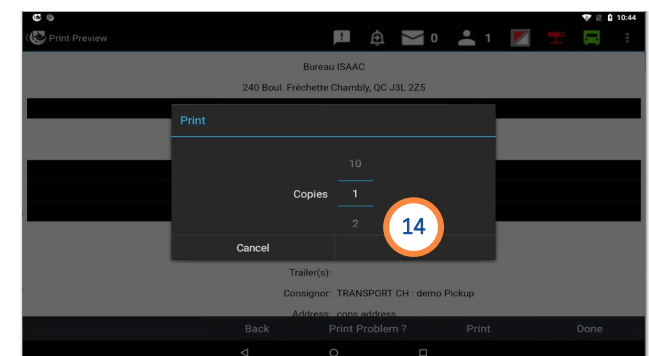 10:44
Print Preview
0
1
Bureau ISAAC
240 Boul. Fréchette Chambly, QC J3L 2Z5
Print
10
Copies 1
2
14
Cancel
Trailer(s):
Consignor: TRANSPORT CH : demo Pickup
Address: cons address
Back Print Problem ? Print Done